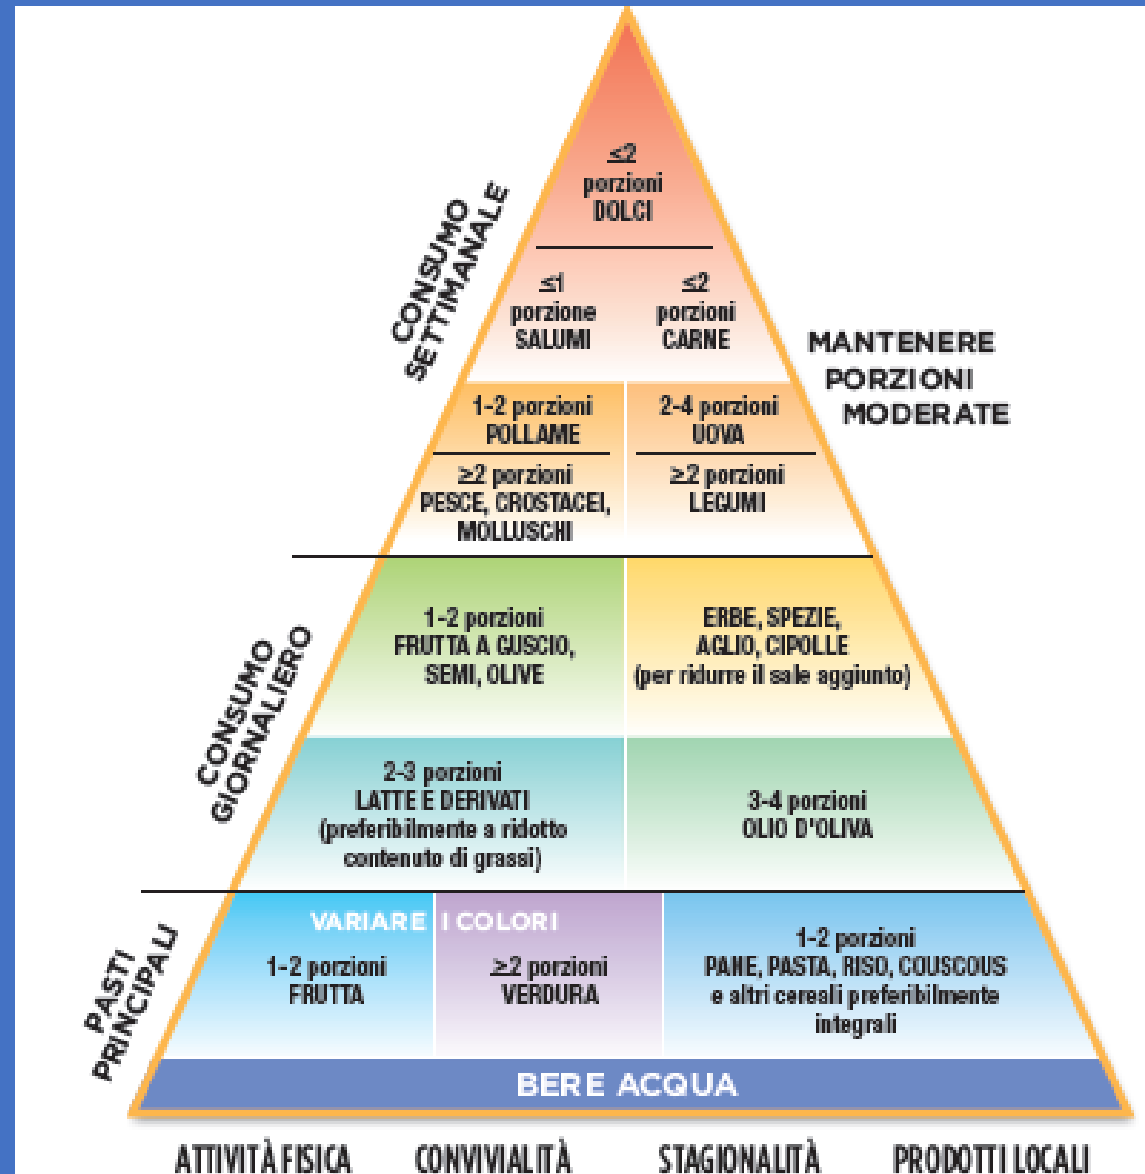 ≤2
porzioni
DOLCI
CONSUMO
SETTIMANALE
≤1
porzione
SALUMI
≤2
porzioni
CARNE
MANTENERE
PORZIONI
MODERATE
1-2 porzioni
POLLAME
2-4 porzioni
UOVA
≥2 porzioni
PESCE, CROSTACEI,
MOLLUSCHI
≥2 porzioni
LEGUMI
CONSUMO
GIORNALIERO
1-2 porzioni
FRUTTA A GUSCIO,
SEMI, OLIVE
ERBE, SPEZIE,
AGLIO, CIPOLLE
(per ridurre il sale aggiunto)
2-3 porzioni
LATTE E DERIVATI
(preferibilmente a ridotto
contenuto di grassi)
3-4 porzioni
OLIO D'OLIVA
PASTI
PRINCIPALI
VARIARE I COLORI
1-2 porzioni
FRUTTA
≥2 porzioni
VERDURA
1-2 porzioni
PANE, PASTA, RISO, COUSCOUS
e altri cereali preferibilmente
integrali
BERE ACQUA
ATTIVITÀ FISICA CONVIVIALITÀ STAGIONALITÀ PRODOTTI LOCALI